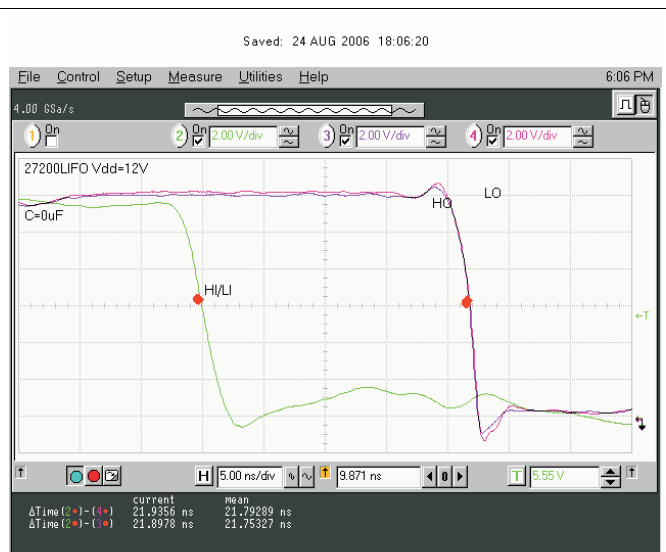 Saved: 24 AUG 2006 18:06:20
File Control Setup Measure Utilities Help 6:06 PM
4.00 GSa/s
1 On 2 On 2.00 V/div 3 On 2.00 V/div 4 On 2.00 V/div
27200LIFO Vdd=12V
C=0uF
HO LO
HI/LI
←T
H 5.00 ns/div 9.871 ns 0 T 5.55 V
current mean
ΔTime(2●)-(4●) 21.9356 ns 21.79289 ns
ΔTime(2●)-(3●) 21.8978 ns 21.75327 ns